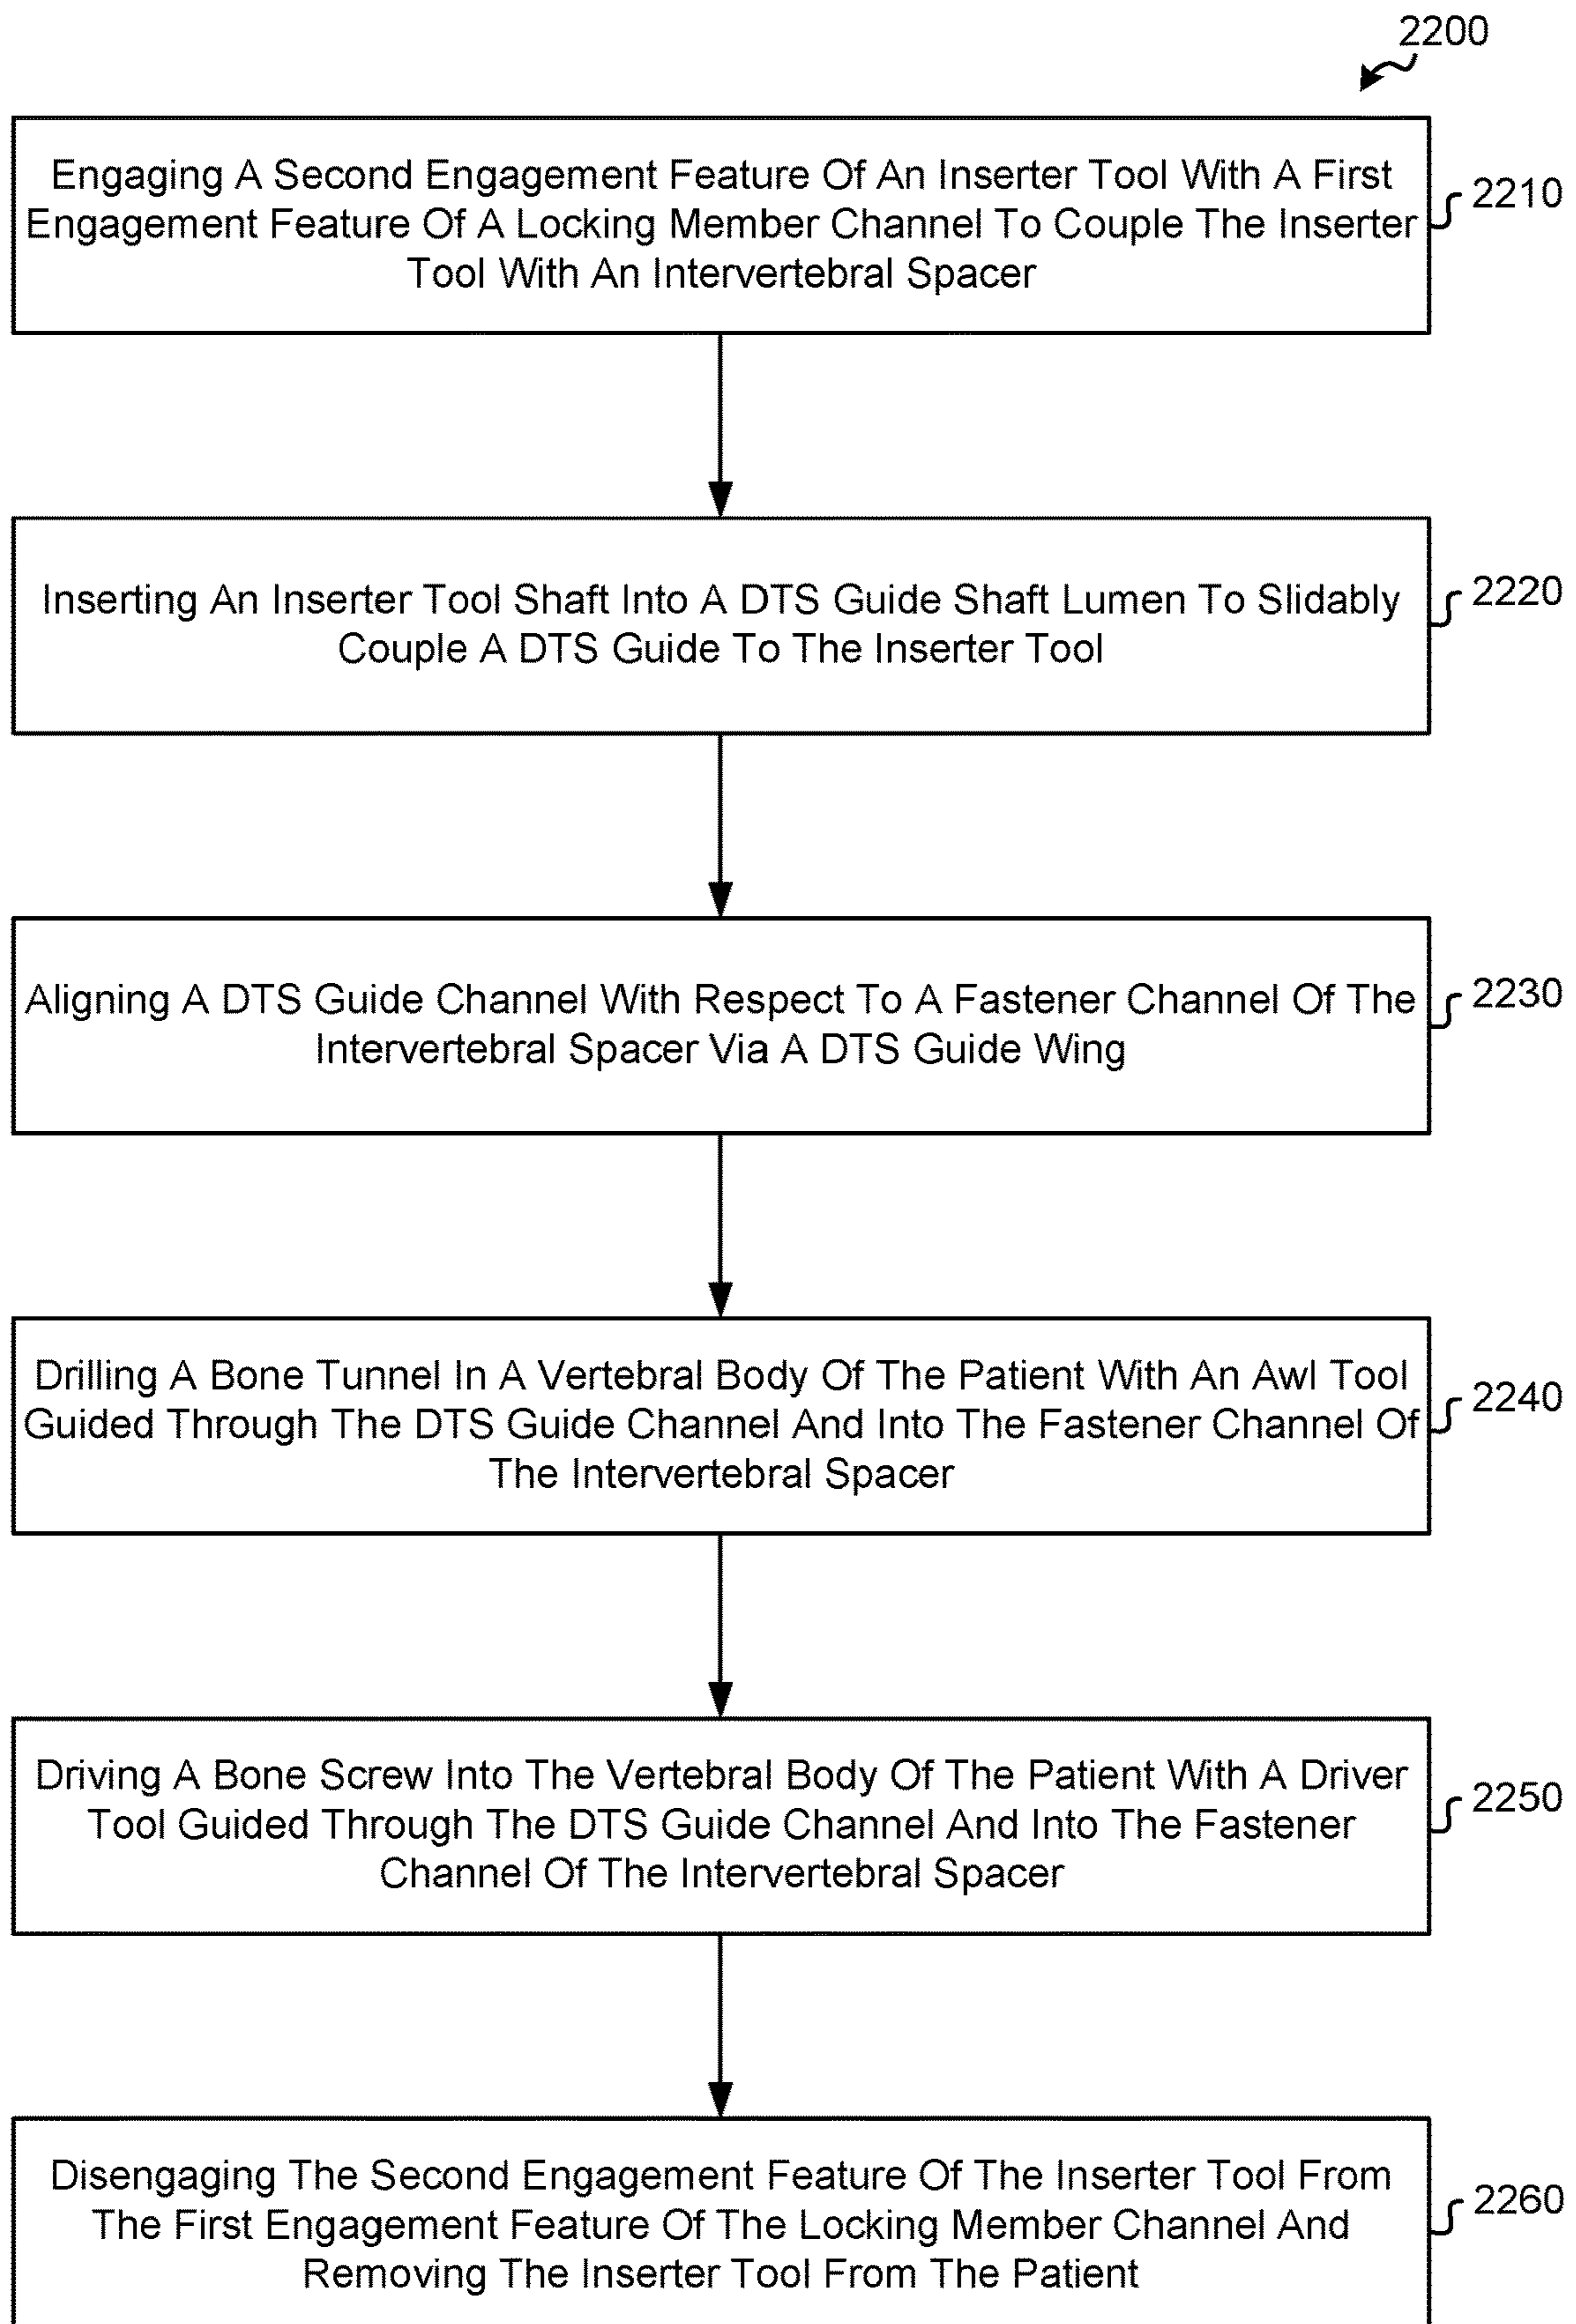 2200
Engaging A Second Engagement Feature Of An Inserter Tool With A First
Engagement Feature Of A Locking Member Channel To Couple The Inserter
Tool With An Intervertebral Spacer
2210
Inserting An Inserter Tool Shaft Into A DTS Guide Shaft Lumen To Slidably
Couple A DTS Guide To The Inserter Tool
2220
Aligning A DTS Guide Channel With Respect To A Fastener Channel Of The
Intervertebral Spacer Via A DTS Guide Wing
2230
Drilling A Bone Tunnel In A Vertebral Body Of The Patient With An Awl Tool
Guided Through The DTS Guide Channel And Into The Fastener Channel Of
The Intervertebral Spacer
2240
Driving A Bone Screw Into The Vertebral Body Of The Patient With A Driver
Tool Guided Through The DTS Guide Channel And Into The Fastener
Channel Of The Intervertebral Spacer
2250
Disengaging The Second Engagement Feature Of The Inserter Tool From
The First Engagement Feature Of The Locking Member Channel And
Removing The Inserter Tool From The Patient
2260